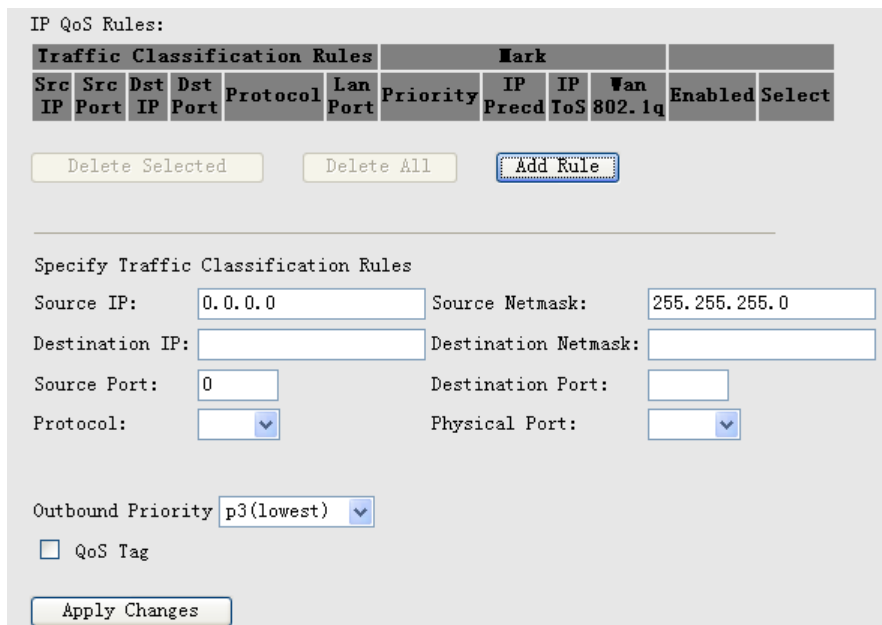 IP QoS Rules:
Traffic Classification Rules Mark
Src IP Src Port Dst IP Dst Port Protocol Lan Port Priority IP Precd IP ToS Wan 802.1q Enabled Select
Delete Selected Delete All Add Rule
Specify Traffic Classification Rules
Source IP: 0.0.0.0 Source Netmask: 255.255.255.0
Destination IP: Destination Netmask:
Source Port: 0 Destination Port:
Protocol: Physical Port:
Outbound Priority p3(lowest)
QoS Tag
Apply Changes